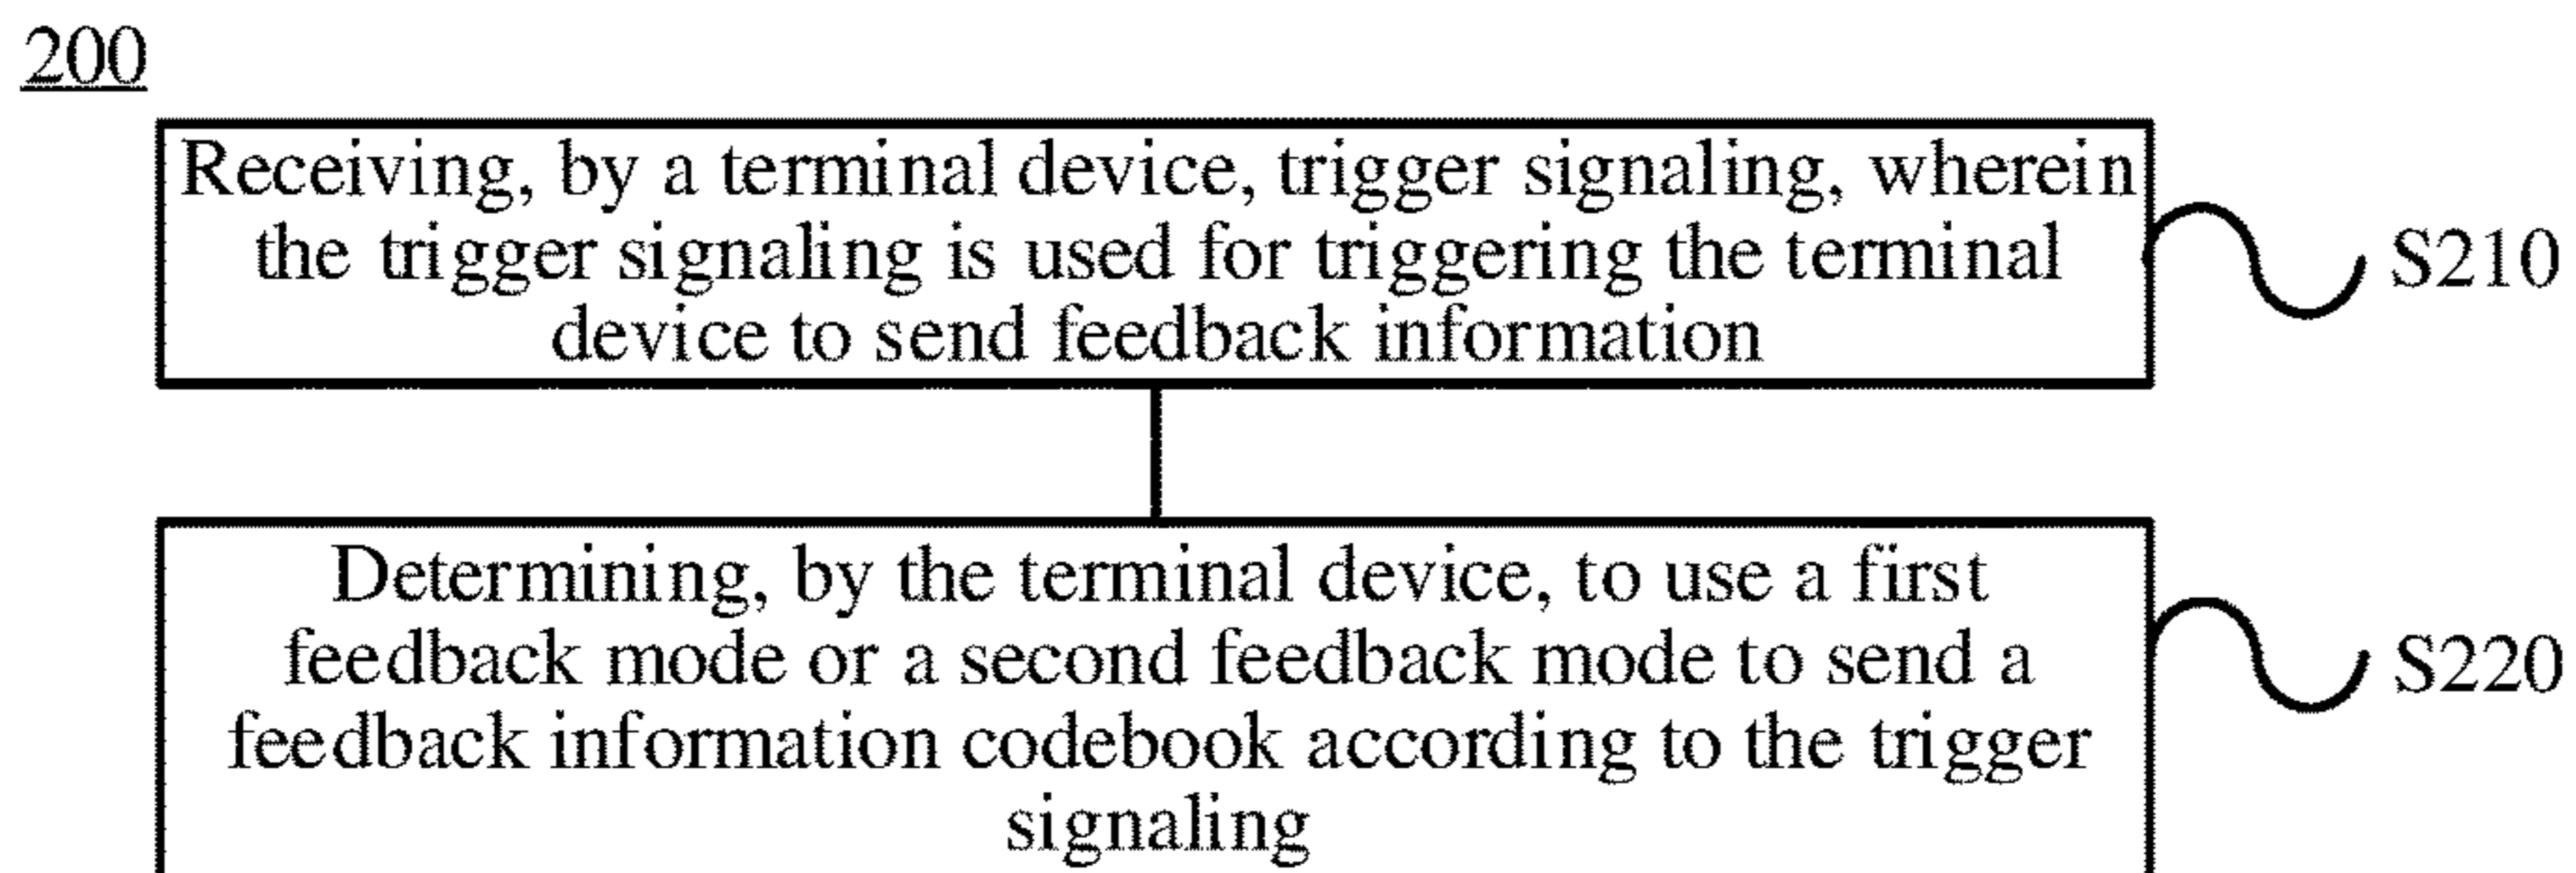 200
Receiving, by a terminal device, trigger signaling, wherein
the trigger signaling is used for triggering the terminal
device to send feedback information
S210
Determining, by the terminal device, to use a first
feedback mode or a second feedback mode to send a
feedback information codebook according to the trigger
signaling
S220